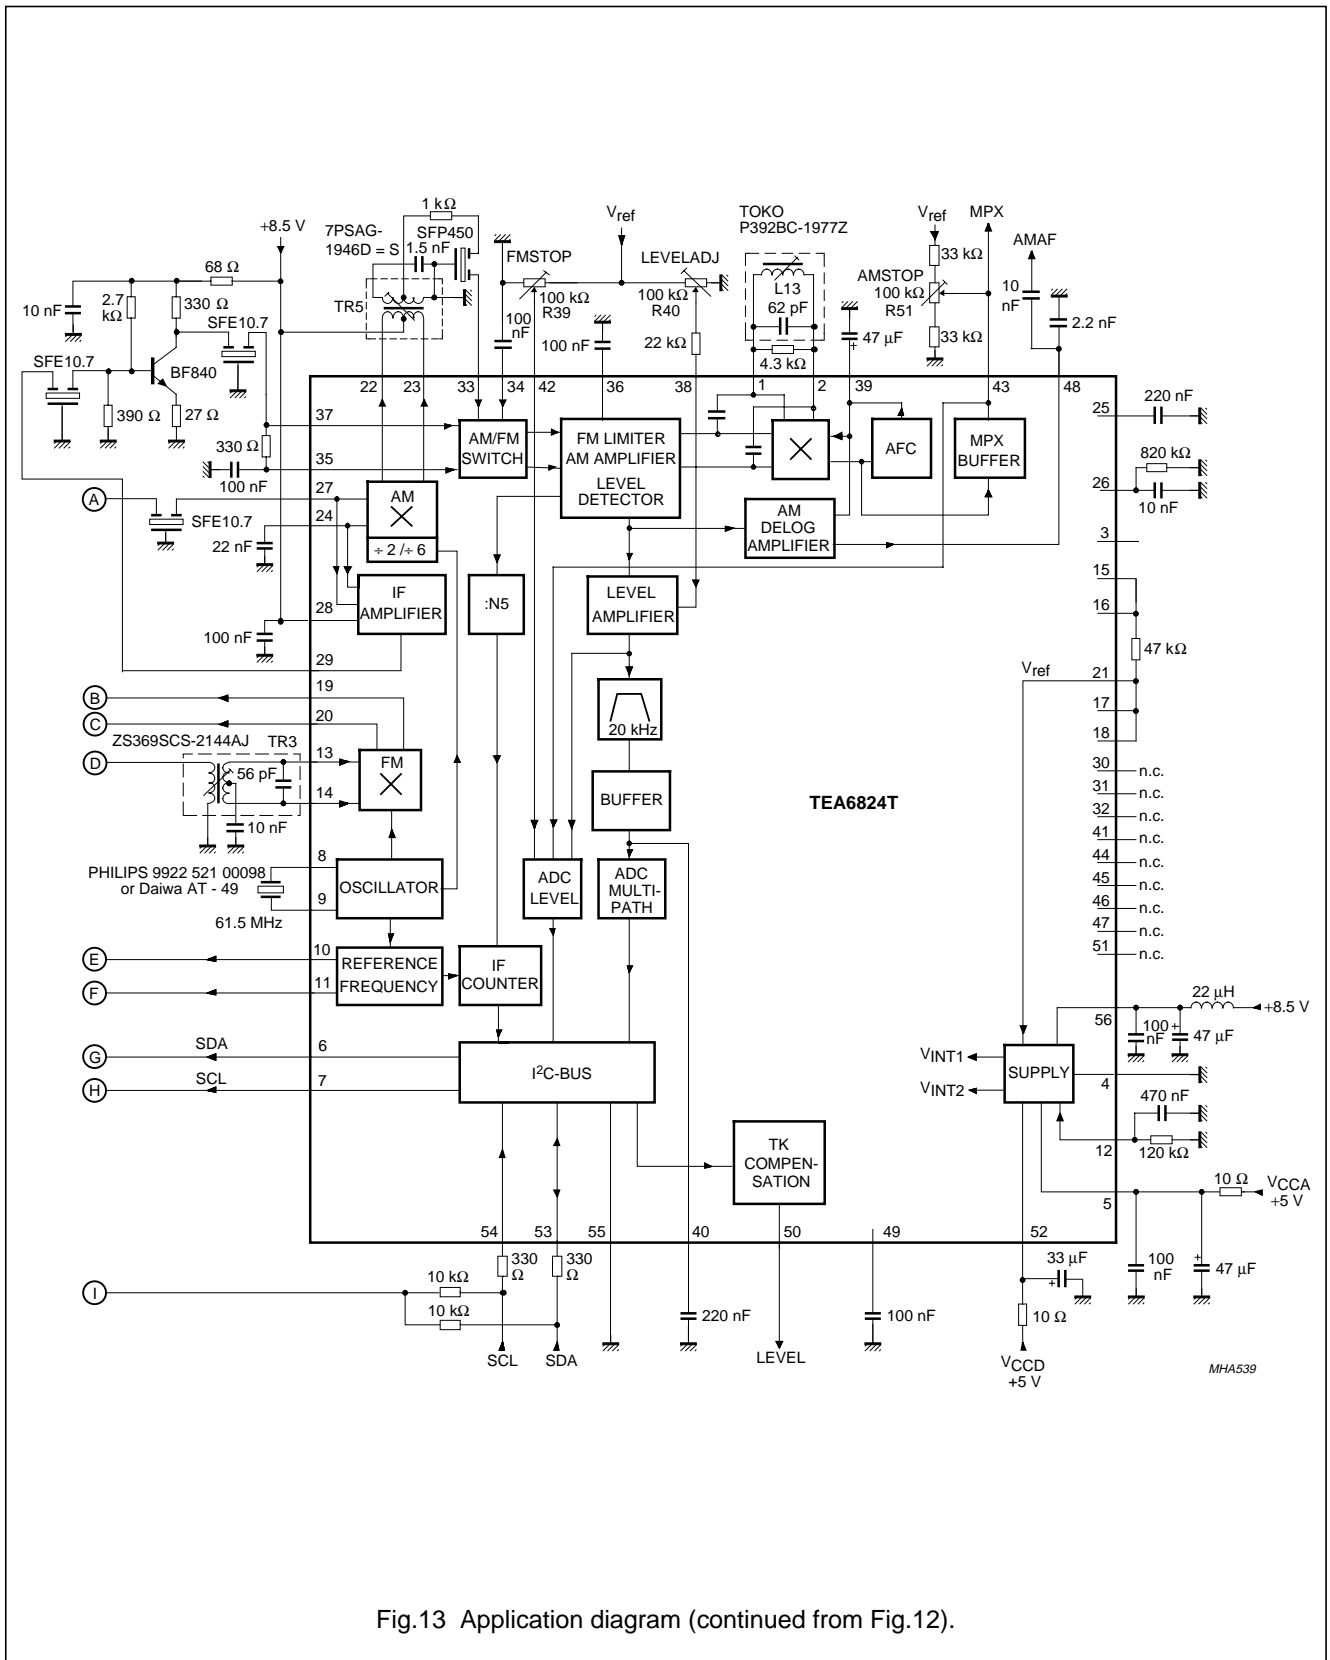 +8.5 V
68 Ω
10 nF
2.7
kΩ
330 Ω
SFE10.7
SFE10.7
BF840
390 Ω
27 Ω
330 Ω
100 nF
1 kΩ
7PSAG-
1946D = S
SFP450
1.5 nF
TR5
FMSTOP
100 kΩ
R39
100
nF
Vref
LEVELADJ
100 kΩ
R40
100 nF
22 kΩ
TOKO
P392BC-1977Z
L13
62 pF
4.3 kΩ
47 μF
Vref
33 kΩ
AMSTOP
100 kΩ
R51
33 kΩ
MPX
AMAF
10
nF
2.2 nF
22
23
33
34
42
36
38
1
2
39
43
48
37
35
27
24
28
29
19
20
13
14
8
9
10
11
6
7
A
SFE10.7
22 nF
100 nF
B
C
ZS369SCS-2144AJ
TR3
D
56 pF
10 nF
PHILIPS 9922 521 00098
or Daiwa AT - 49
61.5 MHz
E
F
G
SDA
H
SCL
I
AM/FM
SWITCH
FM LIMITER
AM AMPLIFIER
LEVEL
DETECTOR
AFC
MPX
BUFFER
AM
÷ 2 /÷ 6
AM
DELOG
AMPLIFIER
IF
AMPLIFIER
:N5
LEVEL
AMPLIFIER
20 kHz
FM
BUFFER
TEA6824T
OSCILLATOR
ADC
LEVEL
ADC
MULTI-
PATH
REFERENCE
FREQUENCY
IF
COUNTER
I2C-BUS
TK
COMPEN-
SATION
Vref
VINT1
VINT2
SUPPLY
25
220 nF
820 kΩ
26
10 nF
3
15
16
47 kΩ
21
17
18
30
n.c.
31
n.c.
32
n.c.
41
n.c.
44
n.c.
45
n.c.
46
n.c.
47
n.c.
51
n.c.
22 μH
+8.5 V
56
100
nF
+
47 μF
4
470 nF
12
120 kΩ
10 Ω
VCCA
+5 V
5
100
nF
+
47 μF
54
53
55
40
50
49
52
330
Ω
330
Ω
10 kΩ
10 kΩ
SCL
SDA
220 nF
LEVEL
100 nF
33 μF
+
10 Ω
VCCD
+5 V
MHA539
Fig.13 Application diagram (continued from Fig.12).